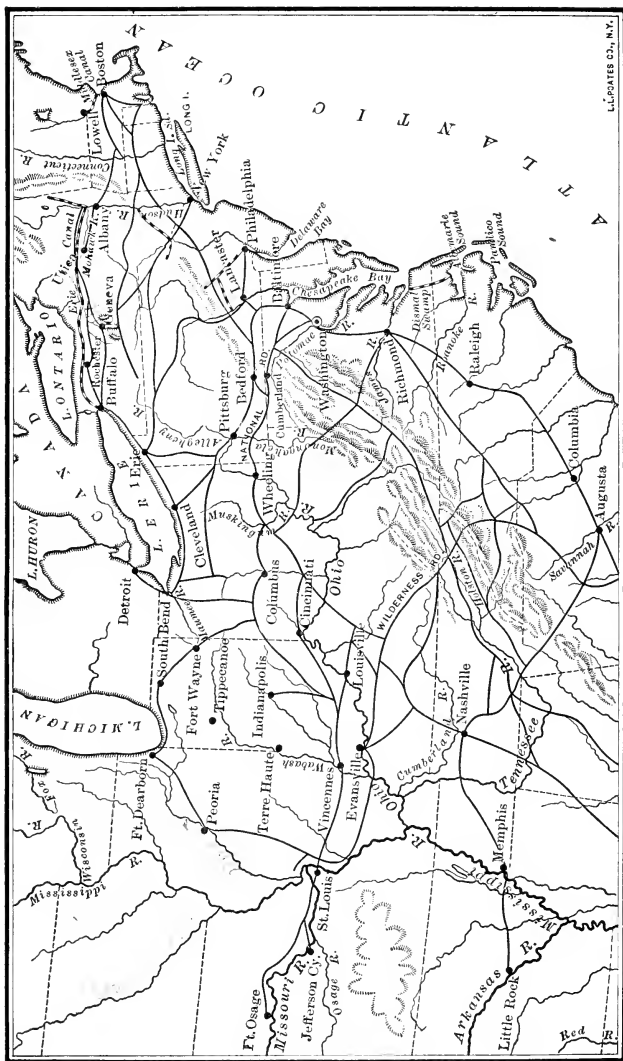 L.L.POATES CO., N.Y.
ATLANTIC OCEAN
CANADA
L. HURON
L. ONTARIO
L. ERIE
L. MICHIGAN
Middlesex
Canal
Lowell
Boston
Connecticut R.
Long I. Sd.
LONG I.
New York
Hudson R.
Albany
Mohawk R.
Utica
Erie Canal
Rochester
Geneva
Buffalo
Erie
Cleveland
Detroit
Lancaster
Philadelphia
Delaware
Bay
Baltimore
Chesapeake Bay
Washington
Potomac R.
Bedford
Pittsburg
Allegheny R.
NATIONAL RD.
Cumberland
Wheeling
Monongahela R.
Muskingum R.
James R.
Richmond
Dismal
Swamp
Albemarle
Sound
Pamlico
Sound
Roanoke R.
Raleigh
Columbia
Augusta
Savannah
Columbus
Cincinnati
Ohio R.
WILDERNESS RD.
Holston R.
Maumee R.
South Bend
Fort Wayne
Tippecanoe
R.
Indianapolis
Louisville
Ft. Dearborn
Peoria
Terre Haute
Wabash
Vincennes
Evansville
Ohio R.
Cumberland R.
Nashville
Tennessee R.
Fox R.
Wisconsin R.
Mississippi R.
St. Louis
Ft. Osage
Missouri R.
Jefferson Cy.
Osage R.
Memphis
Mississippi R.
Arkansas R.
Little Rock
Red R.